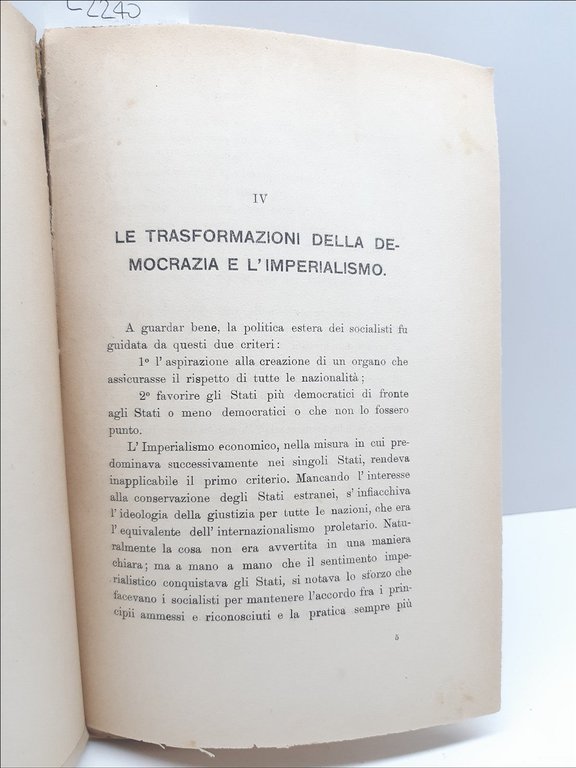 L2240
IV
LE TRASFORMAZIONI DELLA DE-
MOCRAZIA E L'IMPERIALISMO.
A guardar bene, la politica estera dei socialisti fu
guidata da questi due criteri:
1º l'aspirazione alla creazione di un organo che
assicurasse il rispetto di tutte le nazionalità;
2º favorire gli Stati più democratici di fronte
agli Stati o meno democratici o che non lo fossero
punto.
L'Imperialismo economico, nella misura in cui pre-
dominava successivamente nei singoli Stati, rendeva
inapplicabile il primo criterio. Mancando l'interesse
alla conservazione degli Stati estranei, s'infiacchiva
l'ideologia della giustizia per tutte le nazioni, che era
l'equivalente dell'internazionalismo proletario. Natu-
ralmente la cosa non era avvertita in una maniera
chiara; ma a mano a mano che il sentimento impe-
rialistico conquistava gli Stati, si notava lo sforzo che
facevano i socialisti per mantenere l'accordo fra i prin-
cipii ammessi e riconosciuti e la pratica sempre più
5